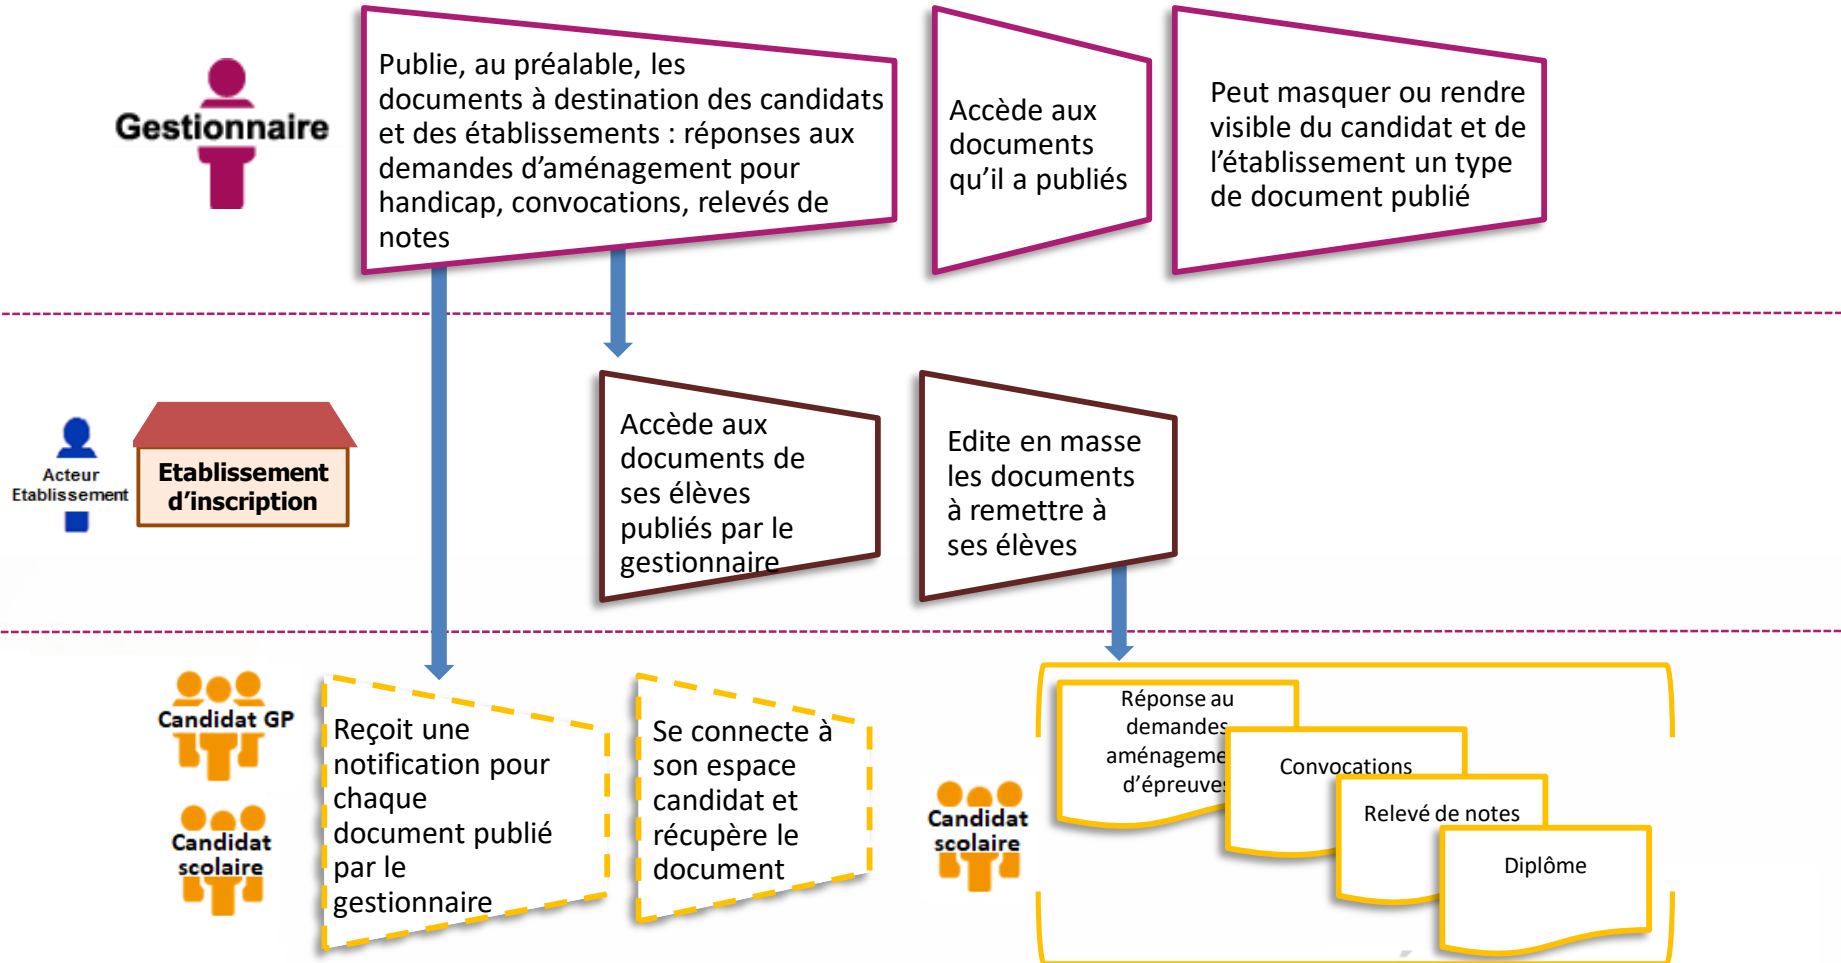 Gestionnaire
Publie, au préalable, les
documents à destination des candidats
et des établissements : réponses aux
demandes d’aménagement pour
handicap, convocations, relevés de
notes
Accède aux
documents
qu’il a publiés
Peut masquer ou rendre
visible du candidat et de
l’établissement un type
de document publié
Acteur
Etablissement
Etablissement
d’inscription
Accède aux
documents de
ses élèves
publiés par le
gestionnaire
Edite en masse
les documents
à remettre à
ses élèves
Candidat GP
Candidat
scolaire
Reçoit une
notification pour
chaque
document publié
par le
gestionnaire
Se connecte à
son espace
candidat et
récupère le
document
Candidat
scolaire
Réponse au
demandes
aménageme
d’épreuves
Convocations
Relevé de notes
Diplôme